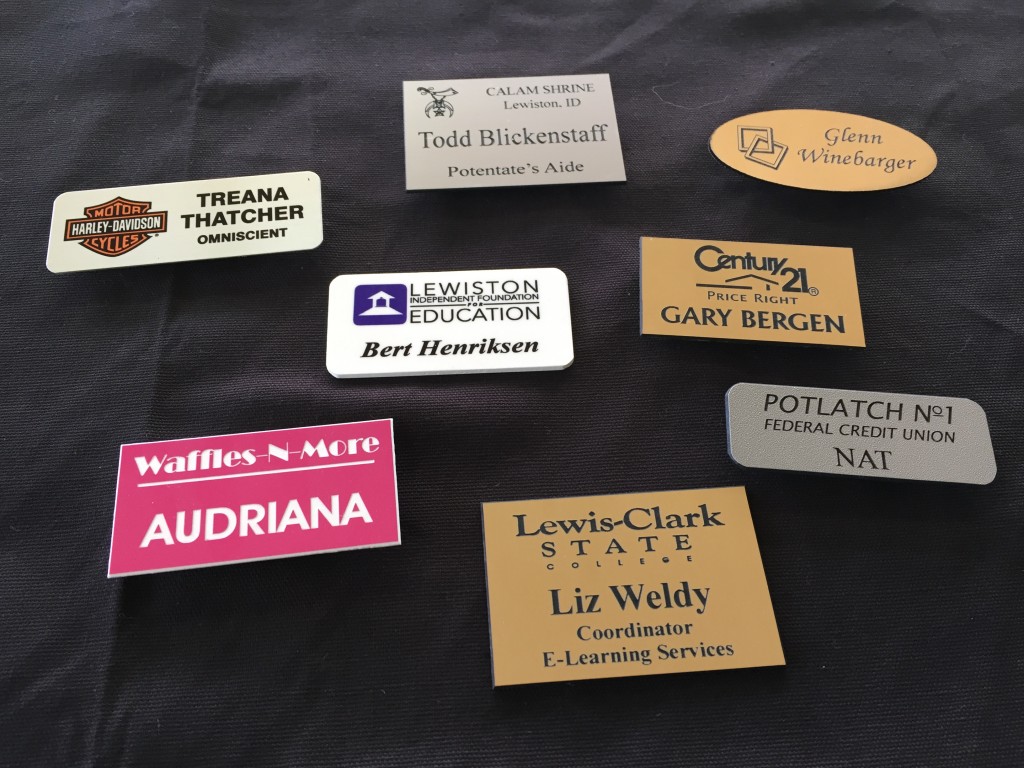 CALAM SHRINE
Lewiston, ID
Todd Blickenstaff
Potentate's Aide
Glenn
Winebarger
MOTOR
HARLEY-DAVIDSON
CYCLES
TREANA
THATCHER
OMNISCIENT
Century 21®
PRICE RIGHT
GARY BERGEN
LEWISTON
INDEPENDENT FOUNDATION
FOR
EDUCATION
Bert Henriksen
POTLATCH Nº1
FEDERAL CREDIT UNION
NAT
Waffles-N-More
AUDRIANA
Lewis-Clark
STATE
COLLEGE
Liz Weldy
Coordinator
E-Learning Services